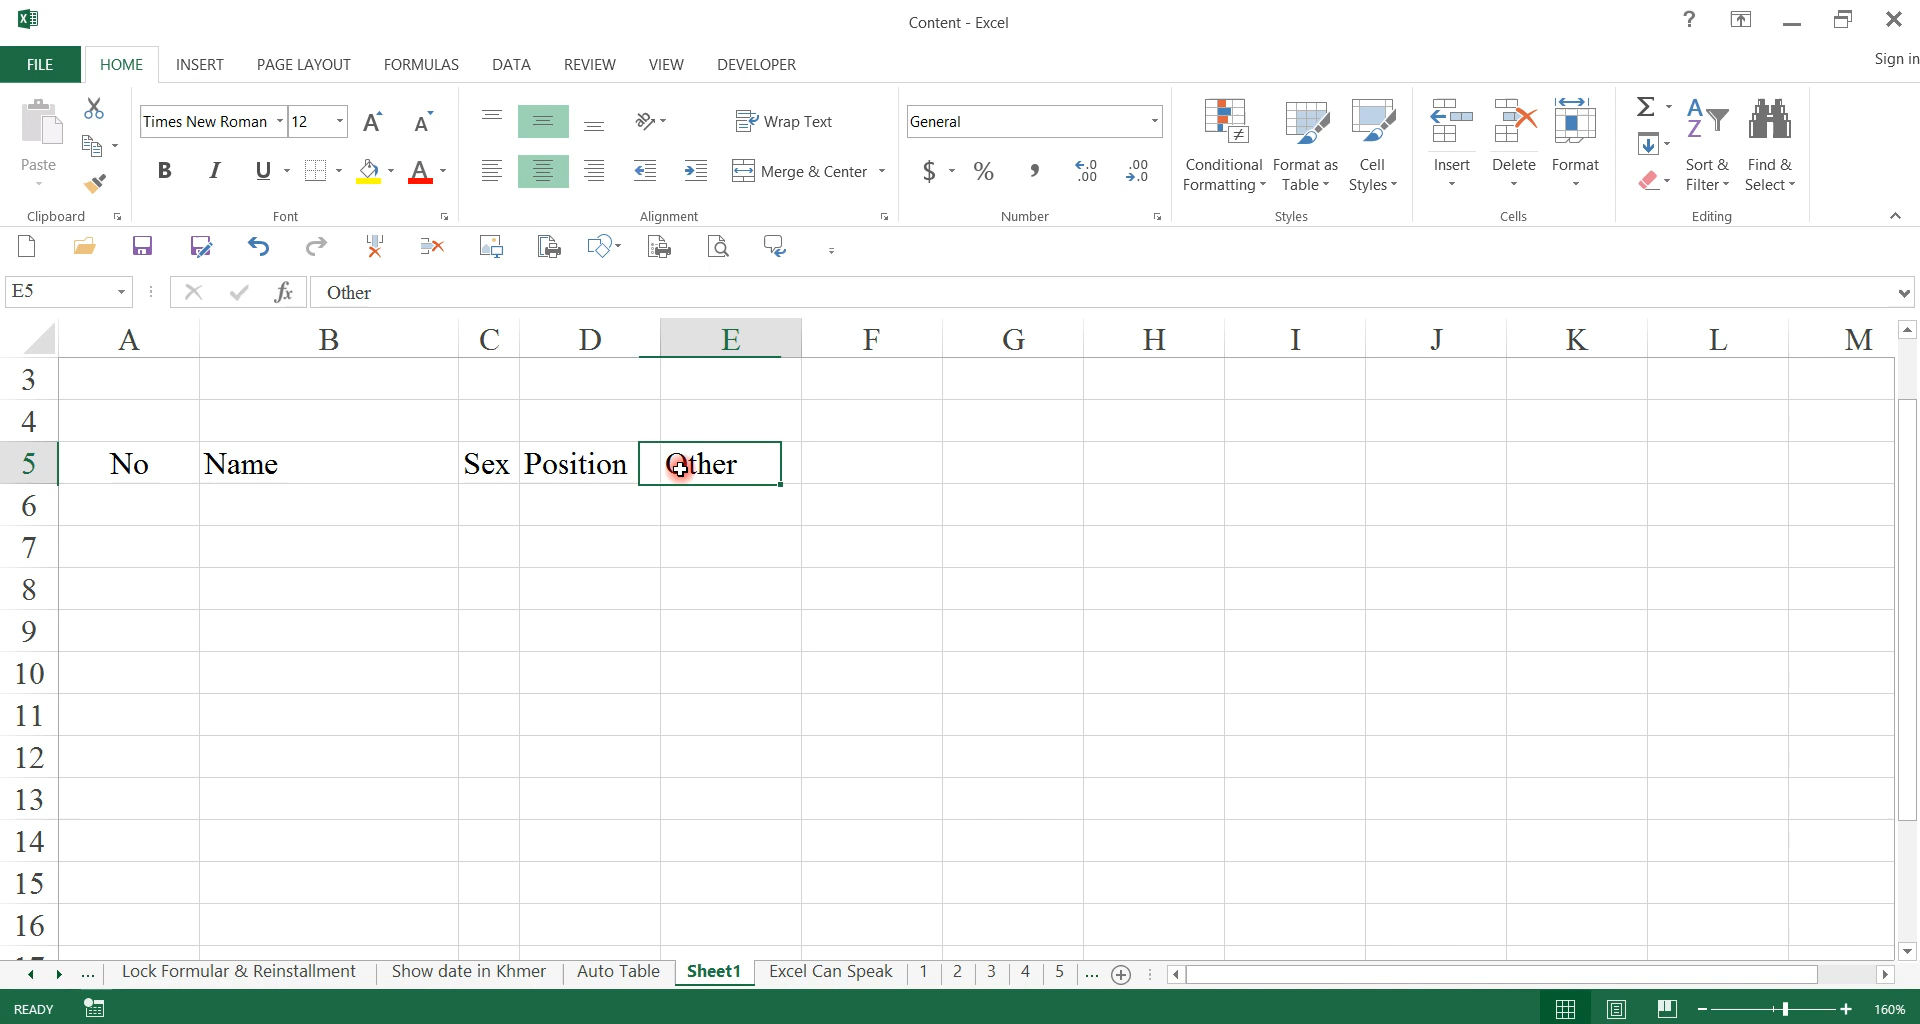 Content - Excel
?
Sign in
FILE HOME INSERT PAGE LAYOUT FORMULAS DATA REVIEW VIEW DEVELOPER
Times New Roman 12
Wrap Text
General
Paste
B I U A
Merge & Center
$ % ,
Conditional Formatting
Format as Table
Cell Styles
Insert Delete Format
Sort & Filter
Find & Select
Clipboard Font Alignment Number Styles Cells Editing
E5 fx Other
A B C D E F G H I J K L M
3
4
5 No Name Sex Position Other
6
7
8
9
10
11
12
13
14
15
16
... Lock Formular & Reinstallment Show date in Khmer Auto Table Sheet1 Excel Can Speak 1 2 3 4 5 ...
READY 160%